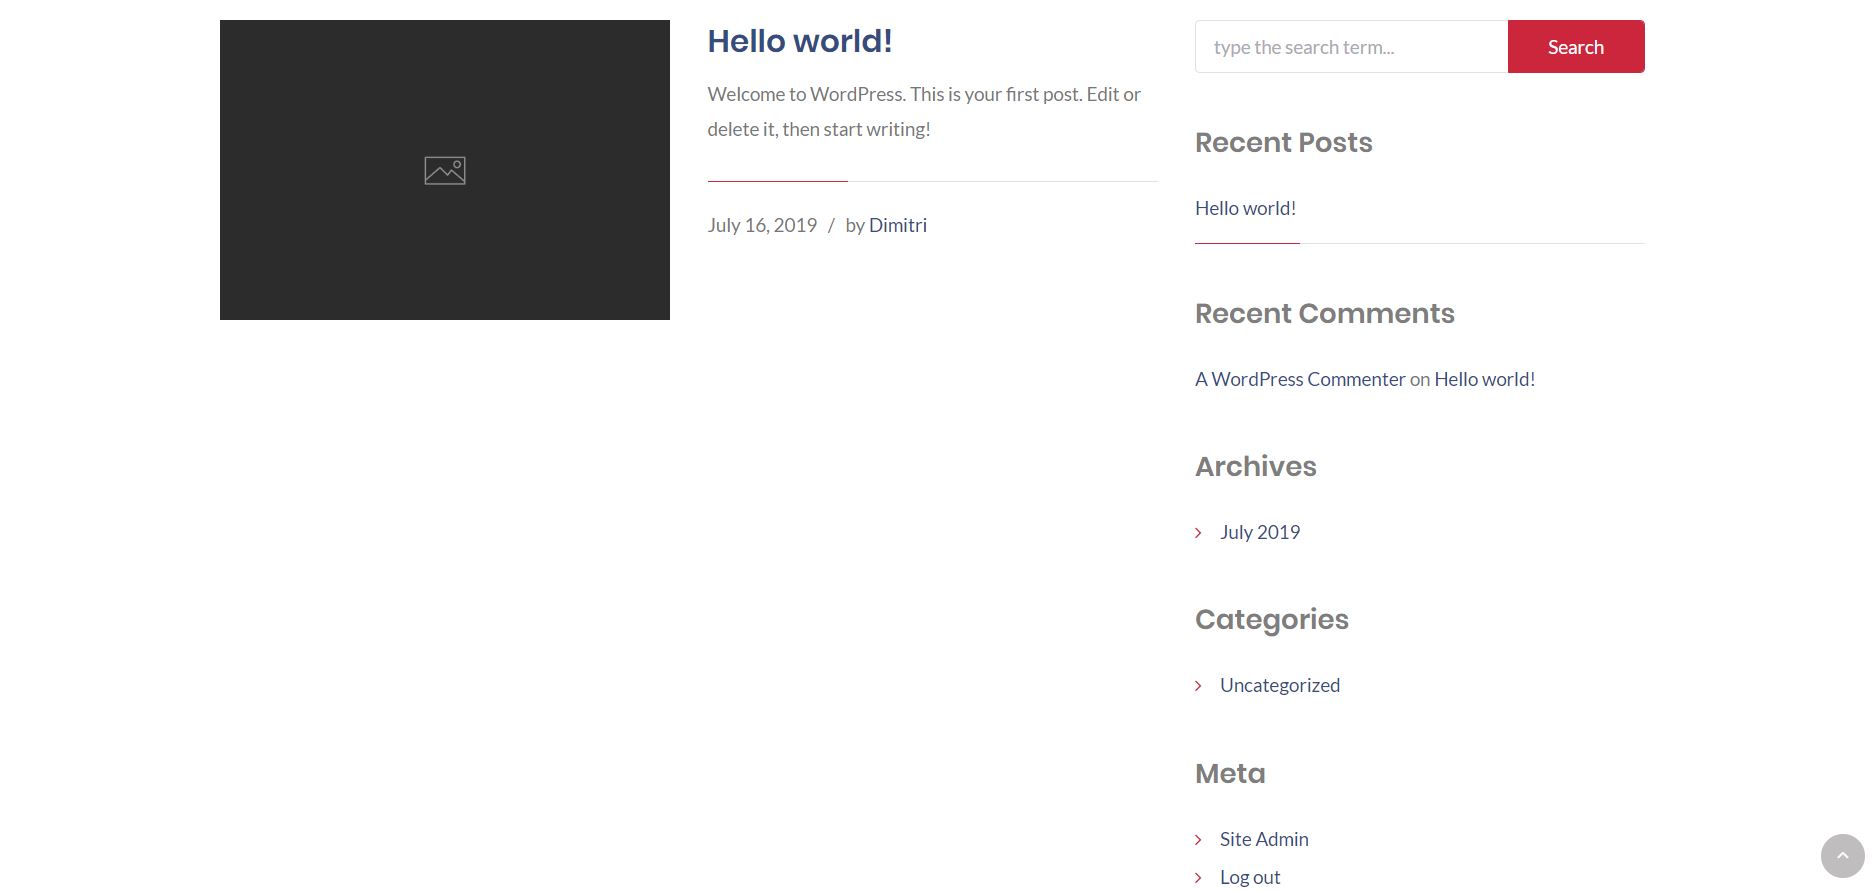 Hello world!
Welcome to WordPress. This is your first post. Edit or
delete it, then start writing!
July 16, 2019 / by Dimitri
type the search term...
Search
Recent Posts
Hello world!
Recent Comments
A WordPress Commenter on Hello world!
Archives
July 2019
Categories
Uncategorized
Meta
Site Admin
Log out